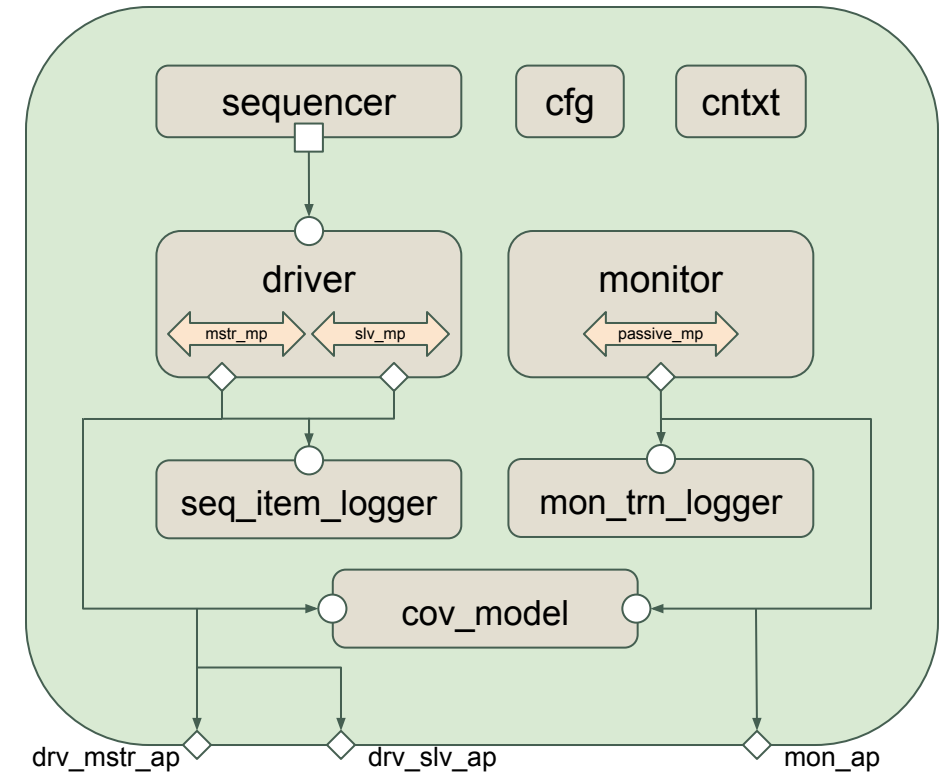 sequencer
cfg
cntxt
driver
monitor
mstr_mp
slv_mp
passive_mp
seq_item_logger
mon_trn_logger
cov_model
drv_mstr_ap
drv_slv_ap
mon_ap